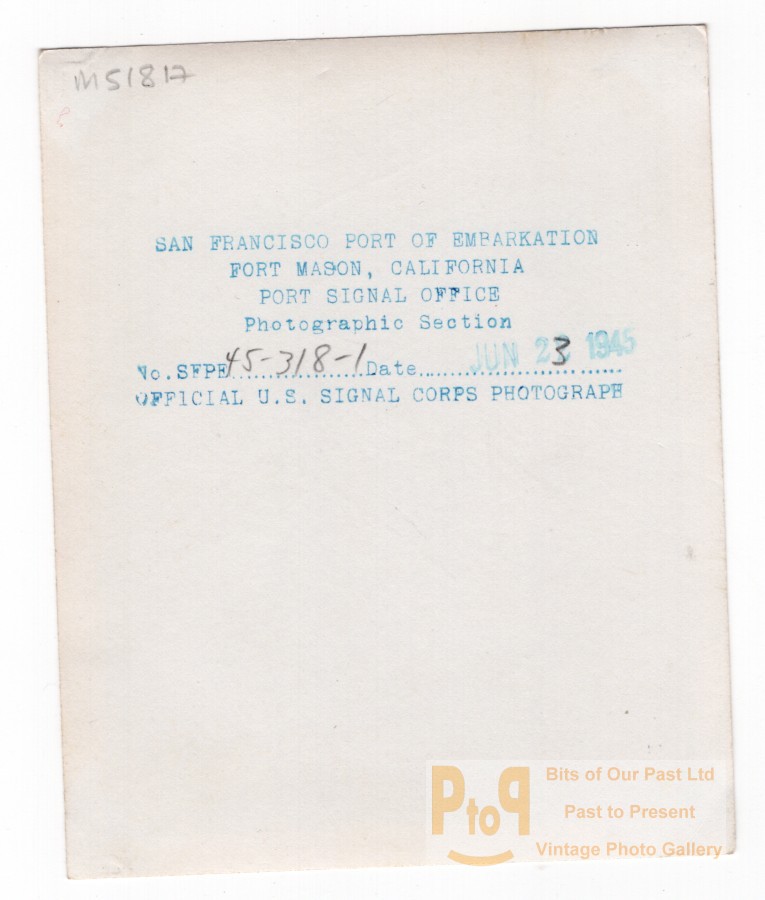 M51817
SAN FRANCISCO PORT OF EMBARKATION
FORT MASON, CALIFORNIA
PORT SIGNAL OFFICE
Photographic Section
No.SFPE 45-318-1 Date JUN 23 1945
OFFICIAL U.S. SIGNAL CORPS PHOTOGRAPH
PtoP
Bits of Our Past Ltd
Past to Present
Vintage Photo Gallery